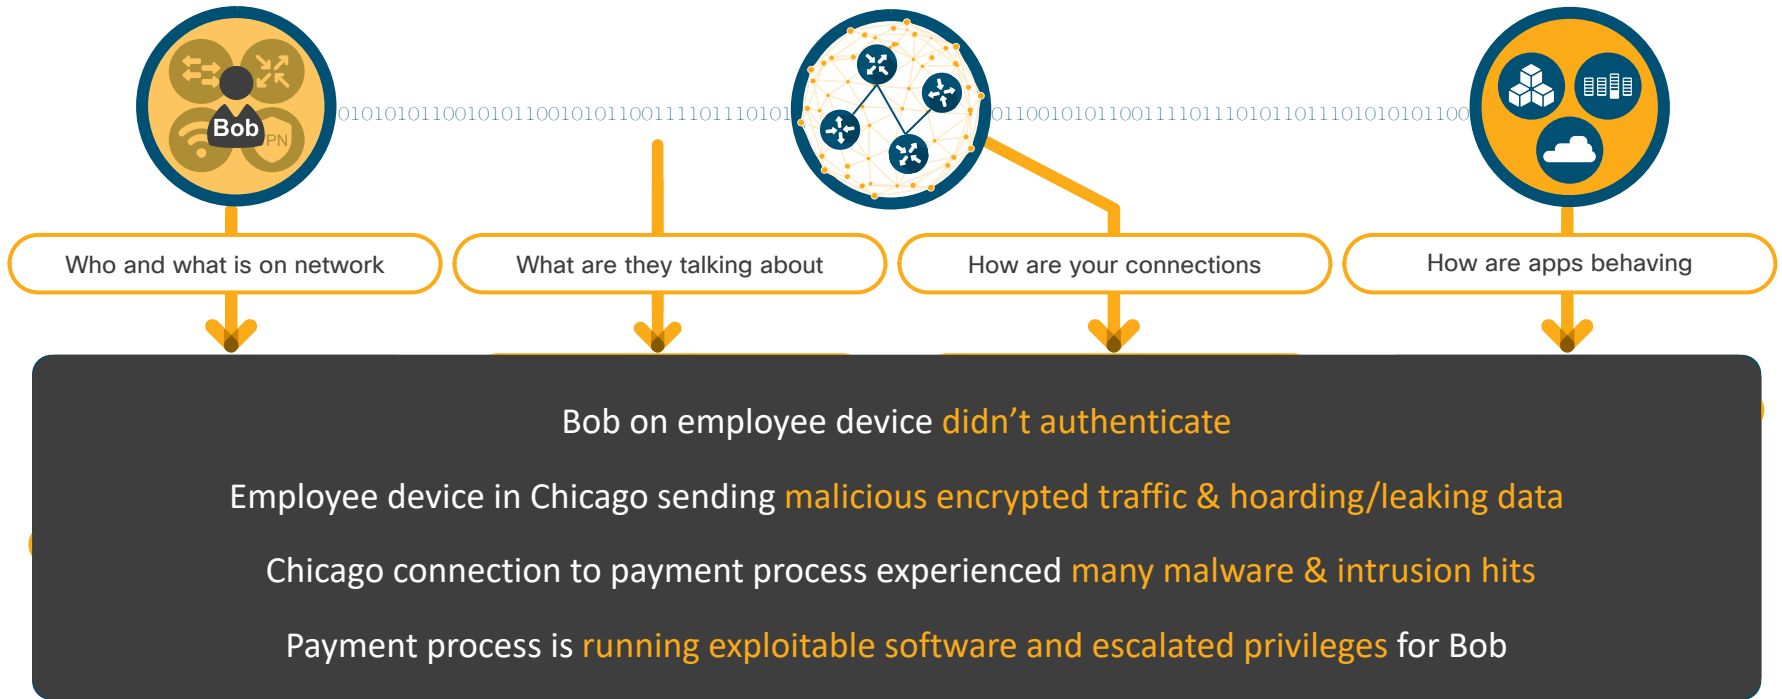 Bob
PN
010101011001010110010101100111101110101
01100101011001111011101011011101010101100
Who and what is on network
What are they talking about
How are your connections
How are apps behaving
Bob on employee device didn’t authenticate
Employee device in Chicago sending malicious encrypted traffic & hoarding/leaking data
Chicago connection to payment process experienced many malware & intrusion hits
Payment process is running exploitable software and escalated privileges for Bob